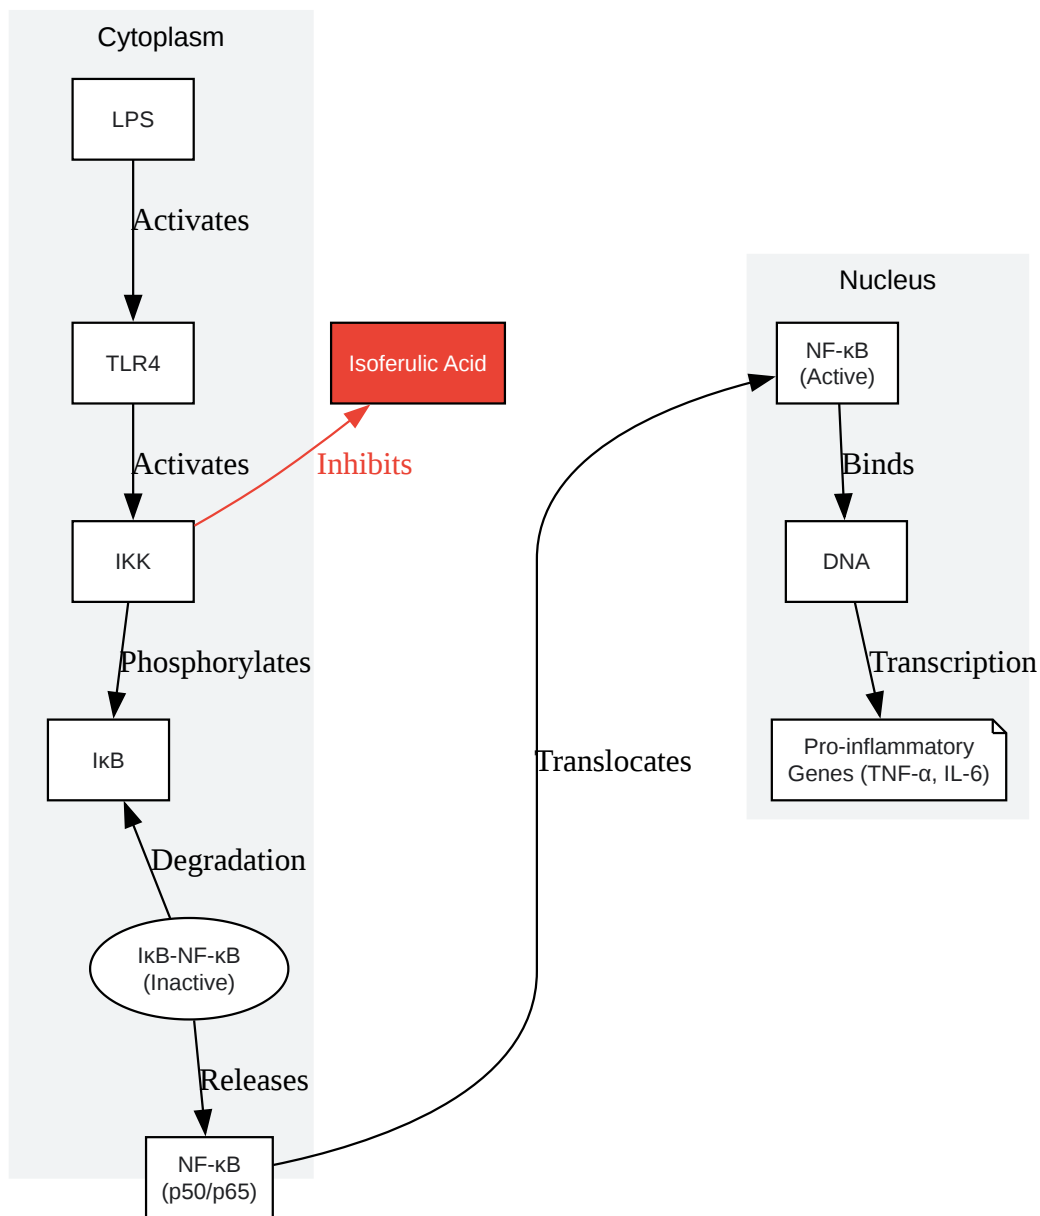 Cytoplasm
LPS
Activates
TLR4
Isoferulic Acid
Activates
Inhibits
IKK
Phosphorylates
IκB
Degradation
IκB-NF-κB
(Inactive)
Releases
NF-κB
(p50/p65)
Translocates
Nucleus
NF-κB
(Active)
Binds
DNA
Transcription
Pro-inflammatory
Genes (TNF-α, IL-6)